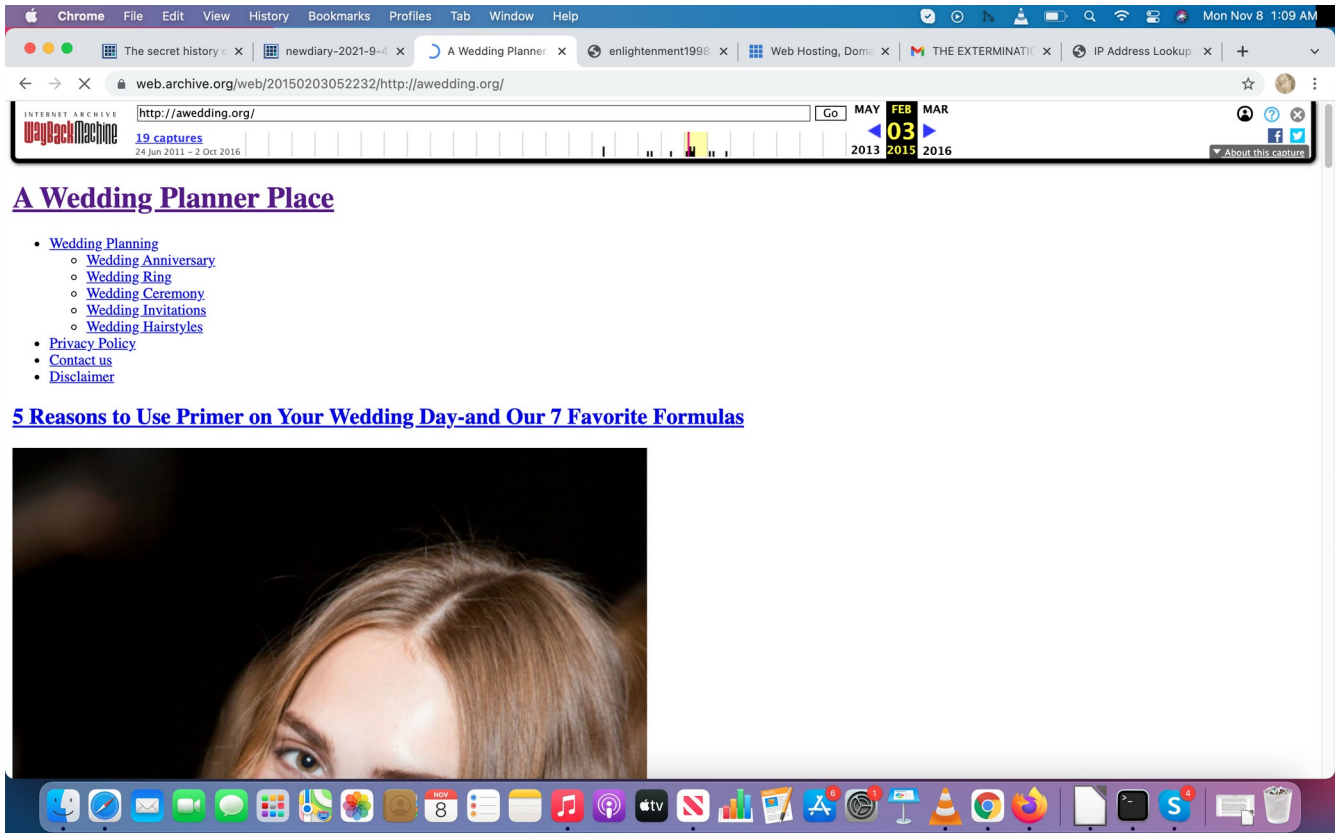 Chrome File Edit View History Bookmarks Profiles Tab Window Help Mon Nov 8 1:09 AM
The secret history newdiary-2021-9-4 A Wedding Planner enlightenment1998 Web Hosting, Doma THE EXTERMINATIO IP Address Lookup
web.archive.org/web/20150203052232/http://awedding.org/
INTERNET ARCHIVE http://awedding.org/ Go MAY FEB MAR
WayBackMachine 19 captures 03
24 Jun 2011 – 2 Oct 2016 2013 2015 2016 About this capture
A Wedding Planner Place
• Wedding Planning
◦ Wedding Anniversary
◦ Wedding Ring
◦ Wedding Ceremony
◦ Wedding Invitations
◦ Wedding Hairstyles
• Privacy Policy
• Contact us
• Disclaimer
5 Reasons to Use Primer on Your Wedding Day-and Our 7 Favorite Formulas
NOV
8
tv
6
1
4